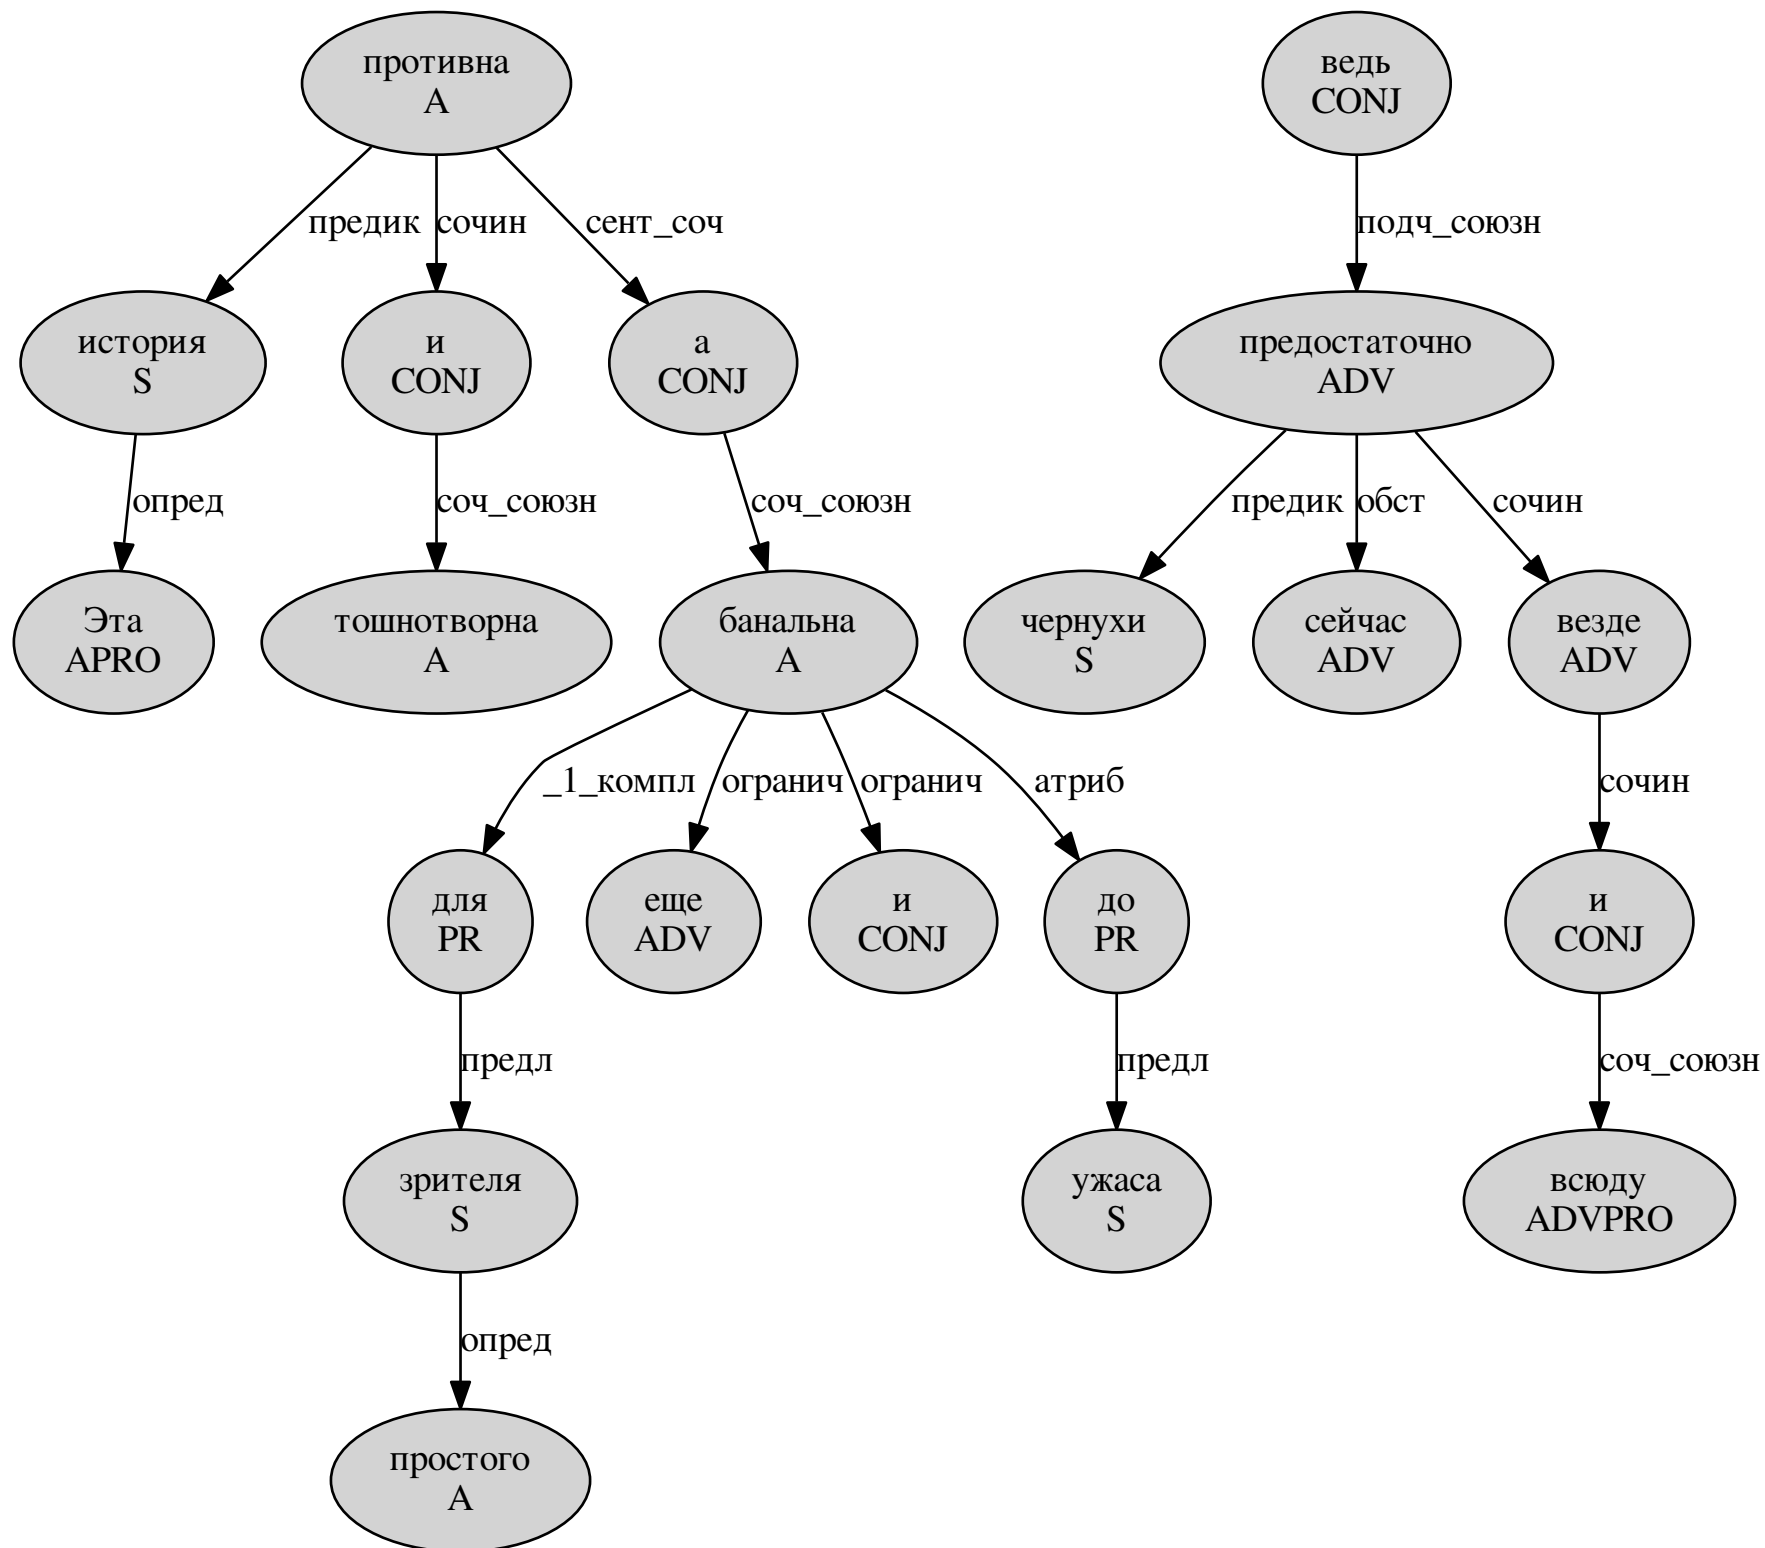 противна
A
ведь
CONJ
предик
сочин
сент_соч
подч_союзн
история
S
и
CONJ
а
CONJ
предостаточно
ADV
опред
соч_союзн
соч_союзн
предик
обст
сочин
Эта
APRO
тошнотворна
A
банальна
A
чернухи
S
сейчас
ADV
везде
ADV
_1_компл
огранич
огранич
атриб
сочин
для
PR
еще
ADV
и
CONJ
до
PR
и
CONJ
предл
предл
соч_союзн
зрителя
S
ужаса
S
всюду
ADVPRO
опред
простого
A